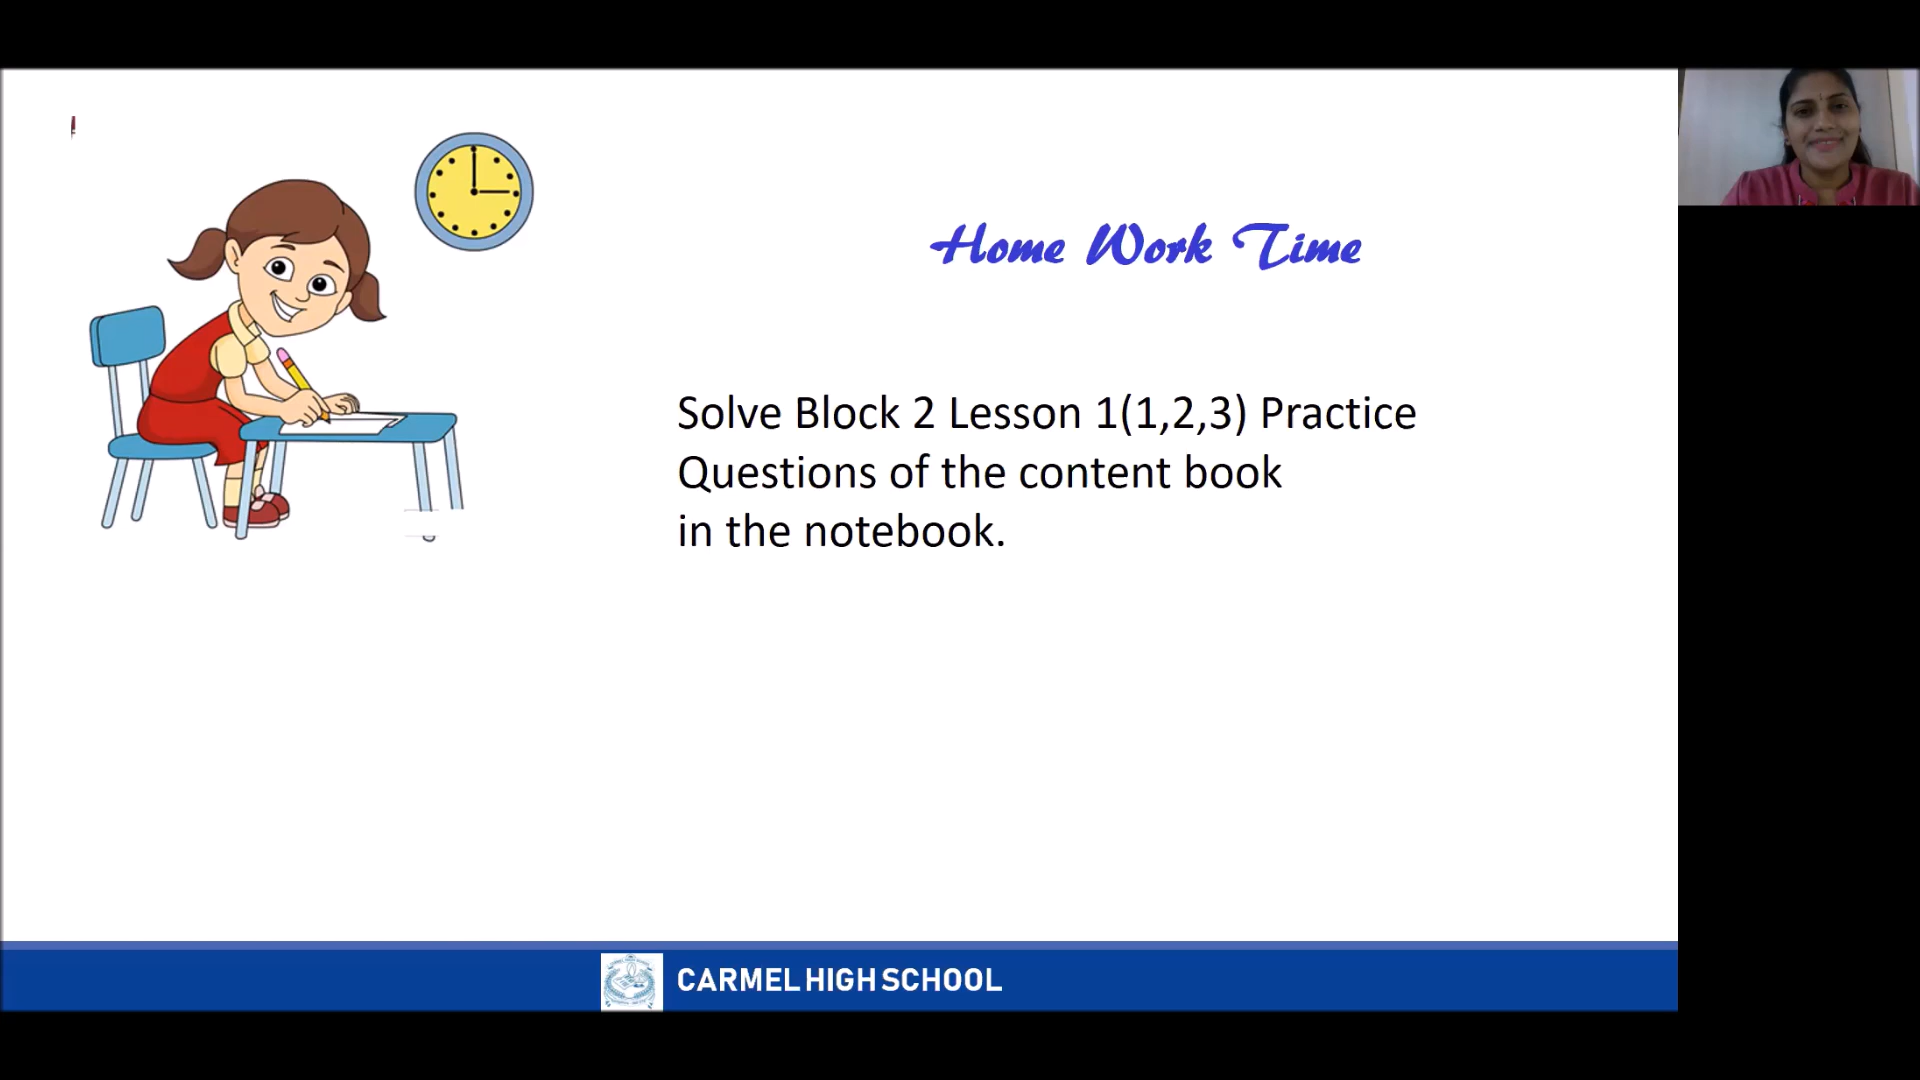 Home Work Time
Solve Block 2 Lesson 1(1,2,3) Practice
Questions of the content book
in the notebook.
CARMEL HIGH SCHOOL